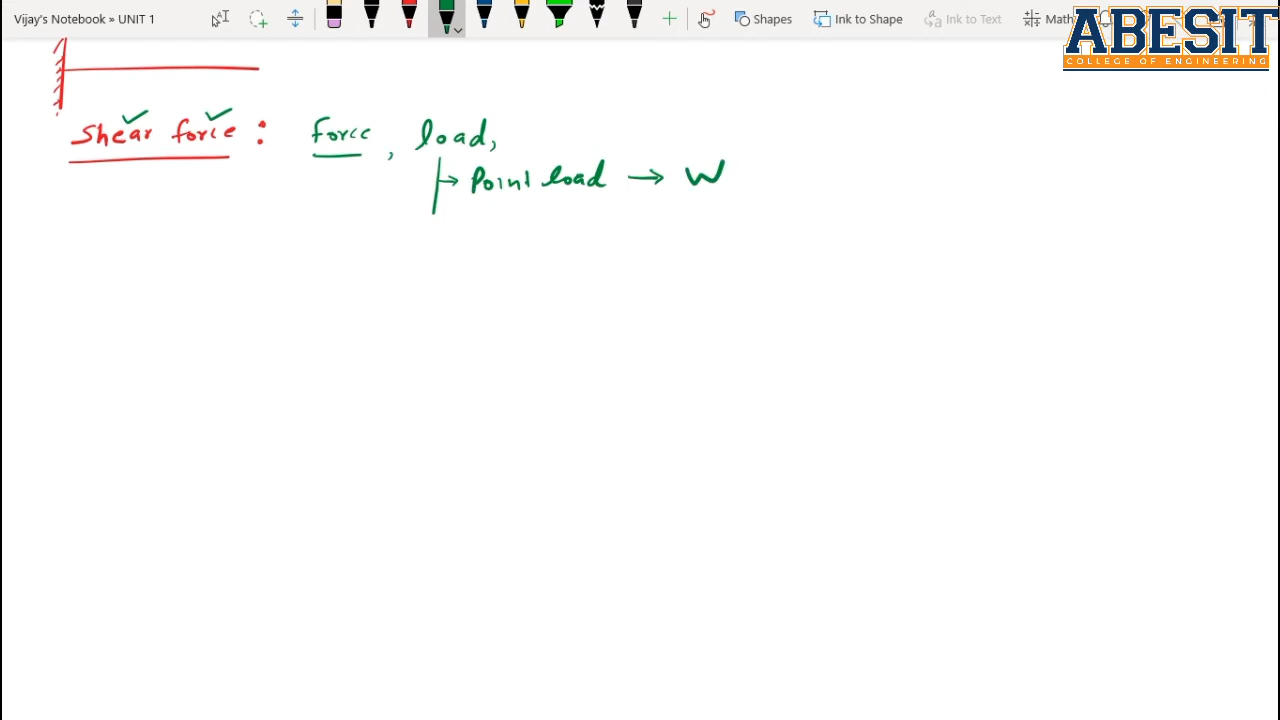 Vijay's Notebook » UNIT 1
Shapes
Ink to Shape
Ink to Text
Math
ABESIT
COLLEGE OF ENGINEERING
Shear force : Force , load,
→ Point load → W